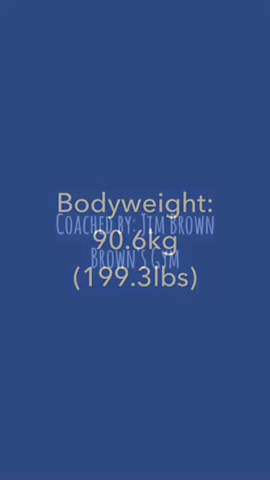 Bodyweight:
Coached by: Jim Brown
90.6kg
Brown's Gym
(199.3lbs)